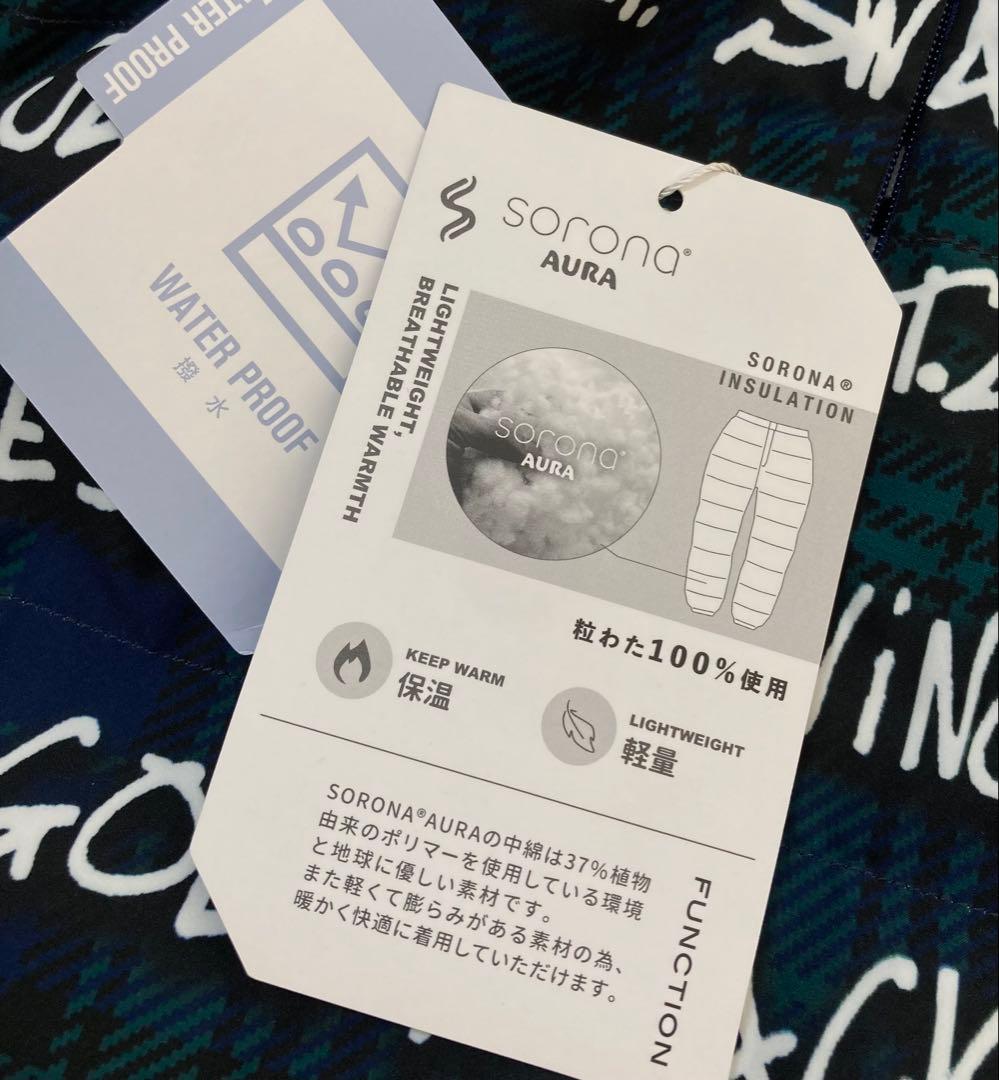 WATER PROOF
WATER PROOF
撥水
sorona®
AURA
LIGHTWEIGHT,
BREATHABLE WARMTH
SORONA®
INSULATION
sorona®
AURA
粒わた100%使用
KEEP WARM
保温
LIGHTWEIGHT
軽量
SORONA®AURAの中綿は37%植物
由来のポリマーを使用している環境
と地球に優しい素材です。
また軽くて膨らみがある素材の為、
暖かく快適に着用していただけます。
FUNCTION